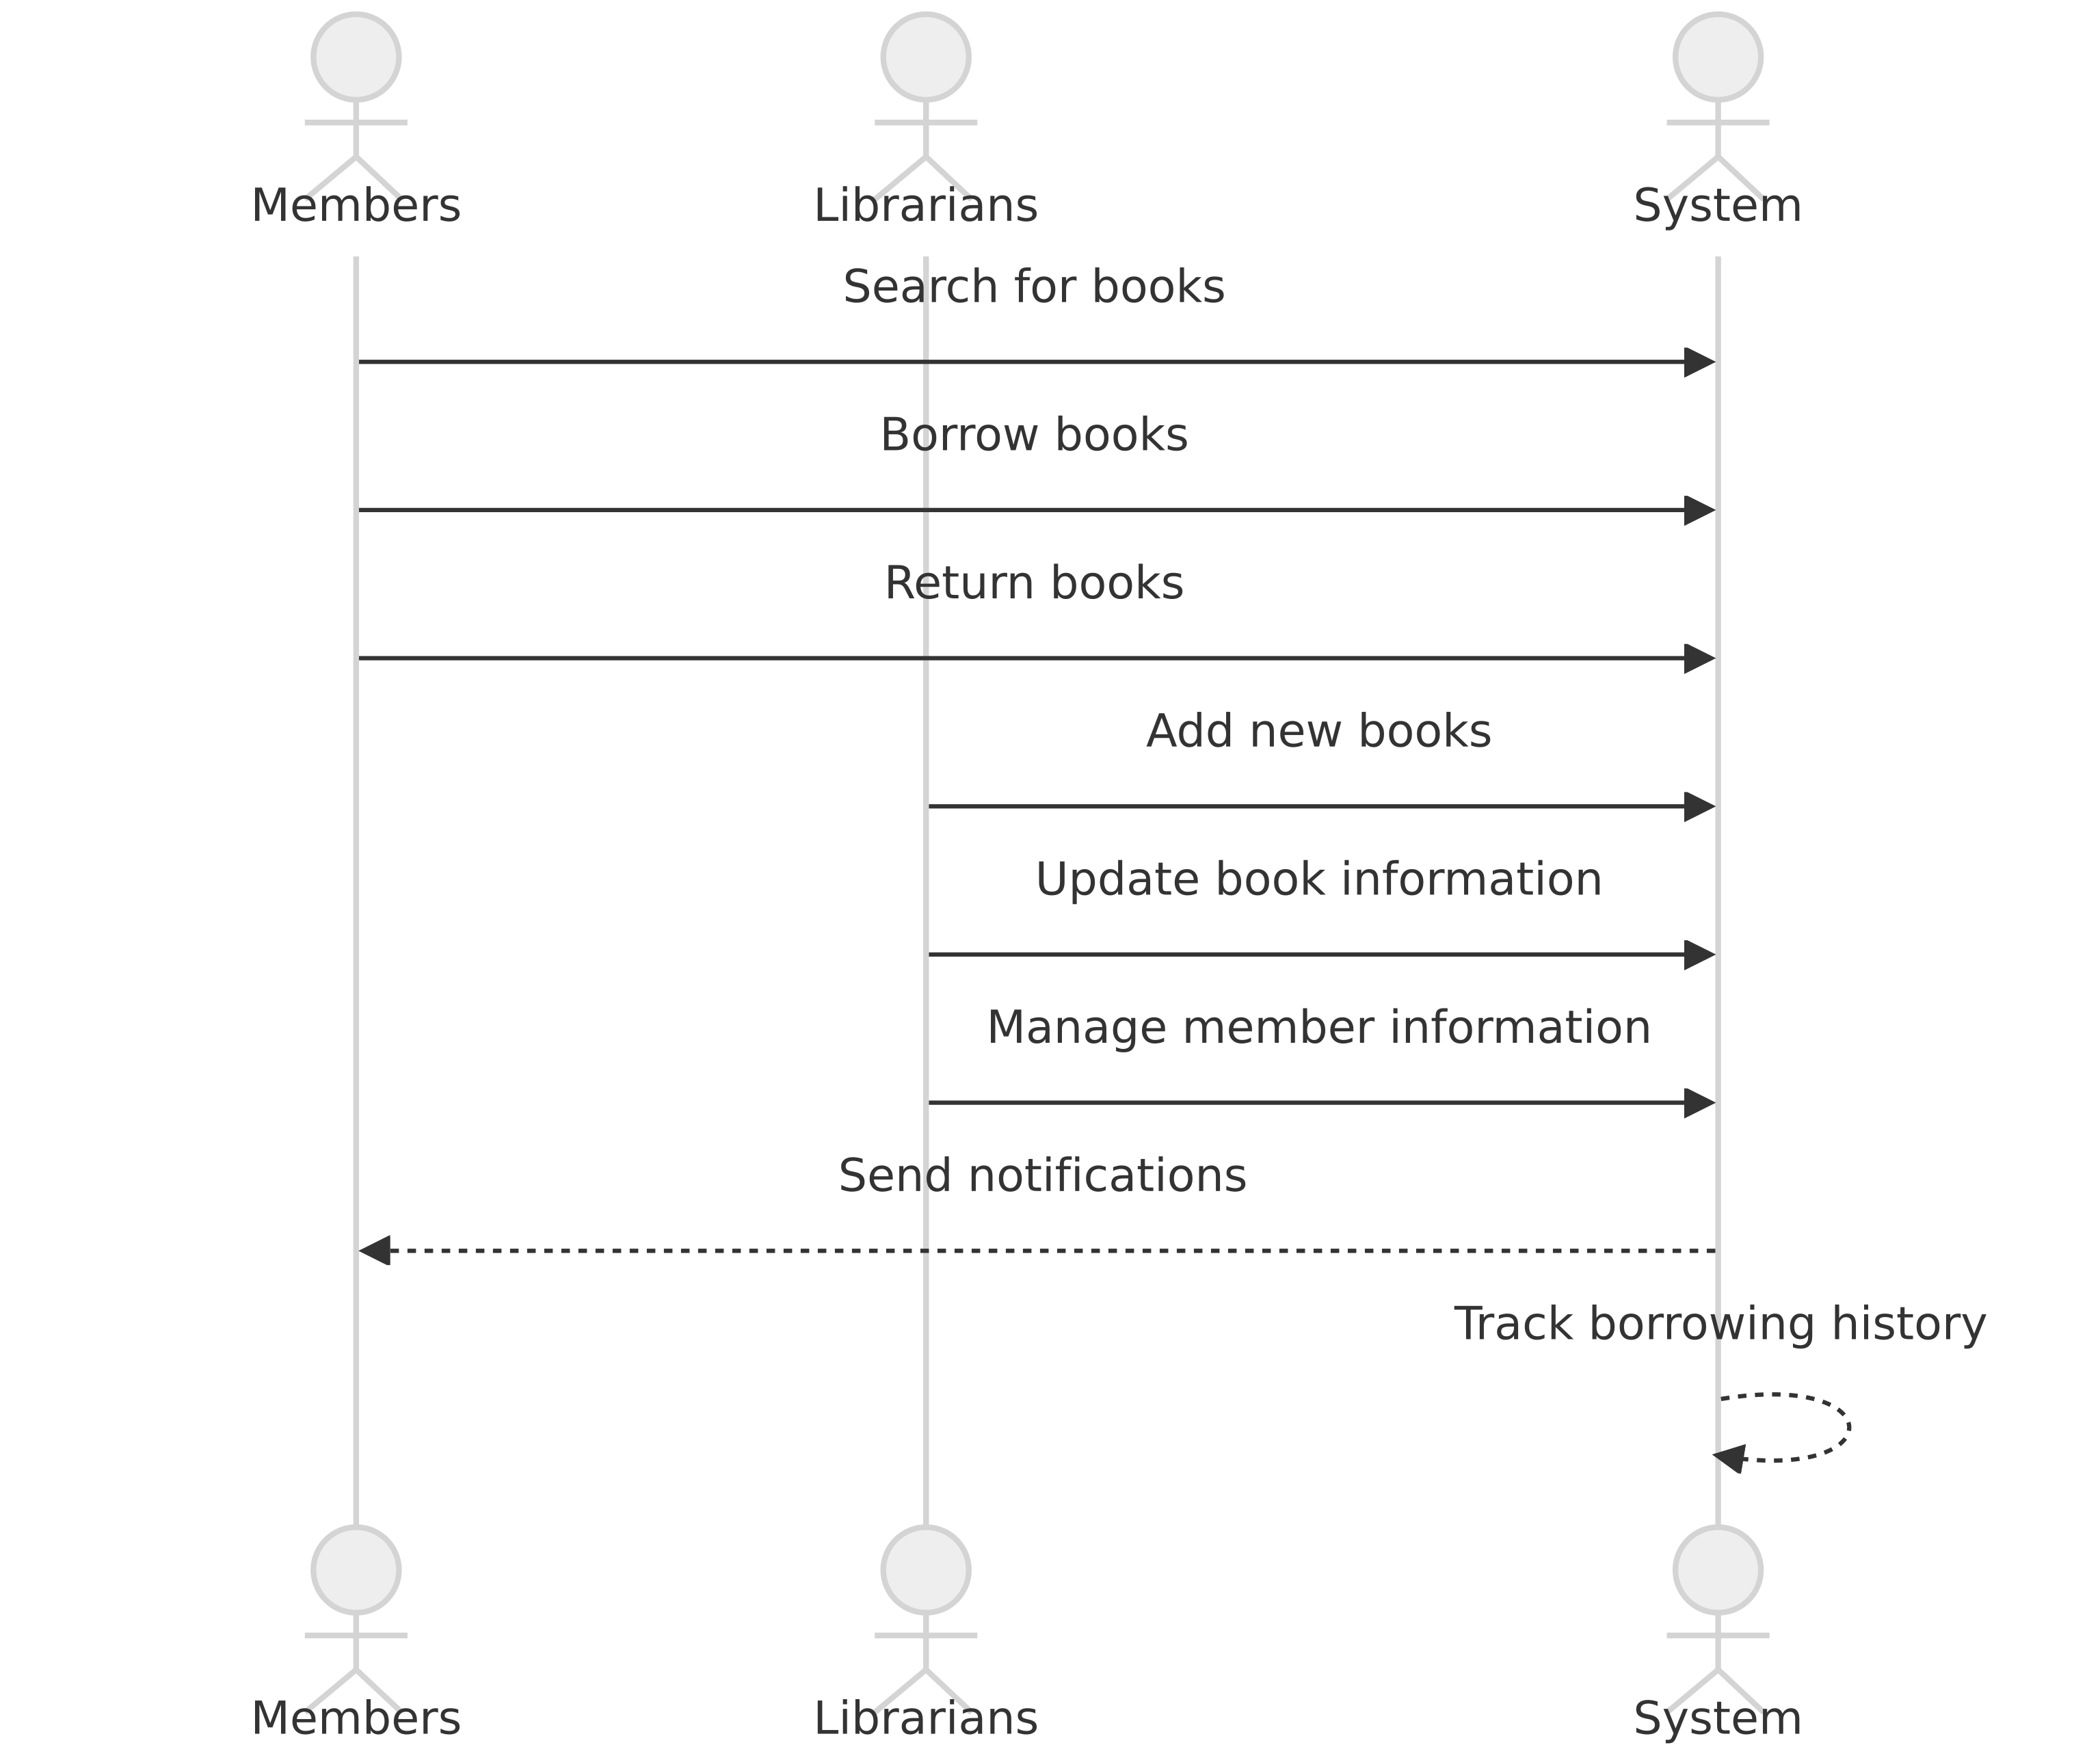 Members
Librarians
System
Search for books
Borrow books
Return books
Add new books
Update book information
Manage member information
Send notifications
Track borrowing history
Members
Librarians
System